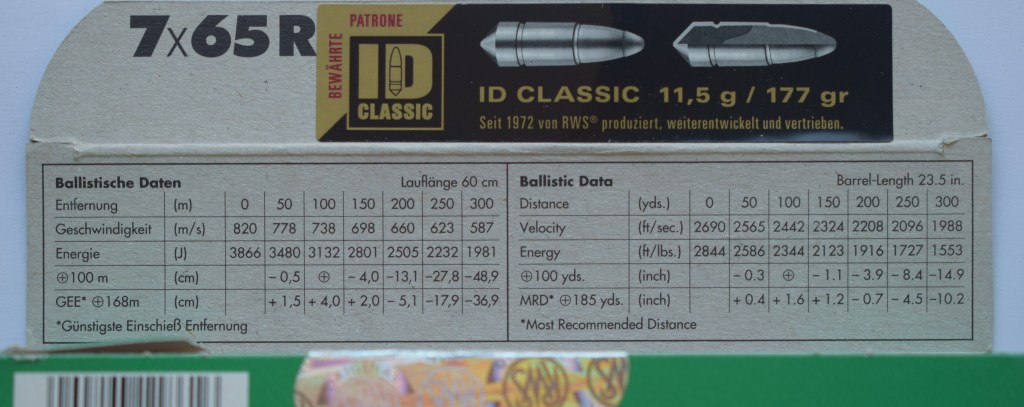 7x65R
PATRONE
BEWÄHRTE
ID
CLASSIC
ID CLASSIC 11,5 g / 177 gr
Seit 1972 von RWS® produziert, weiterentwickelt und vertrieben.
Ballistische Daten Lauflänge 60 cm
Entfernung (m) 0 50 100 150 200 250 300
Geschwindigkeit (m/s) 820 778 738 698 660 623 587
Energie (J) 3866 3480 3132 2801 2505 2232 1981
⊕100 m (cm) – 0,5 ⊕ – 4,0 –13,1 –27,8 –48,9
GEE* ⊕168m (cm) + 1,5 + 4,0 + 2,0 – 5,1 –17,9 –36,9
*Günstigste Einschieß Entfernung
Ballistic Data Barrel-Length 23.5 in.
Distance (yds.) 0 50 100 150 200 250 300
Velocity (ft/sec.) 2690 2565 2442 2324 2208 2096 1988
Energy (ft/lbs.) 2844 2586 2344 2123 1916 1727 1553
⊕100 yds. (inch) – 0.3 ⊕ – 1.1 – 3.9 – 8.4 –14.9
MRD* ⊕185 yds. (inch) + 0.4 + 1.6 + 1.2 – 0.7 – 4.5 –10.2
*Most Recommended Distance